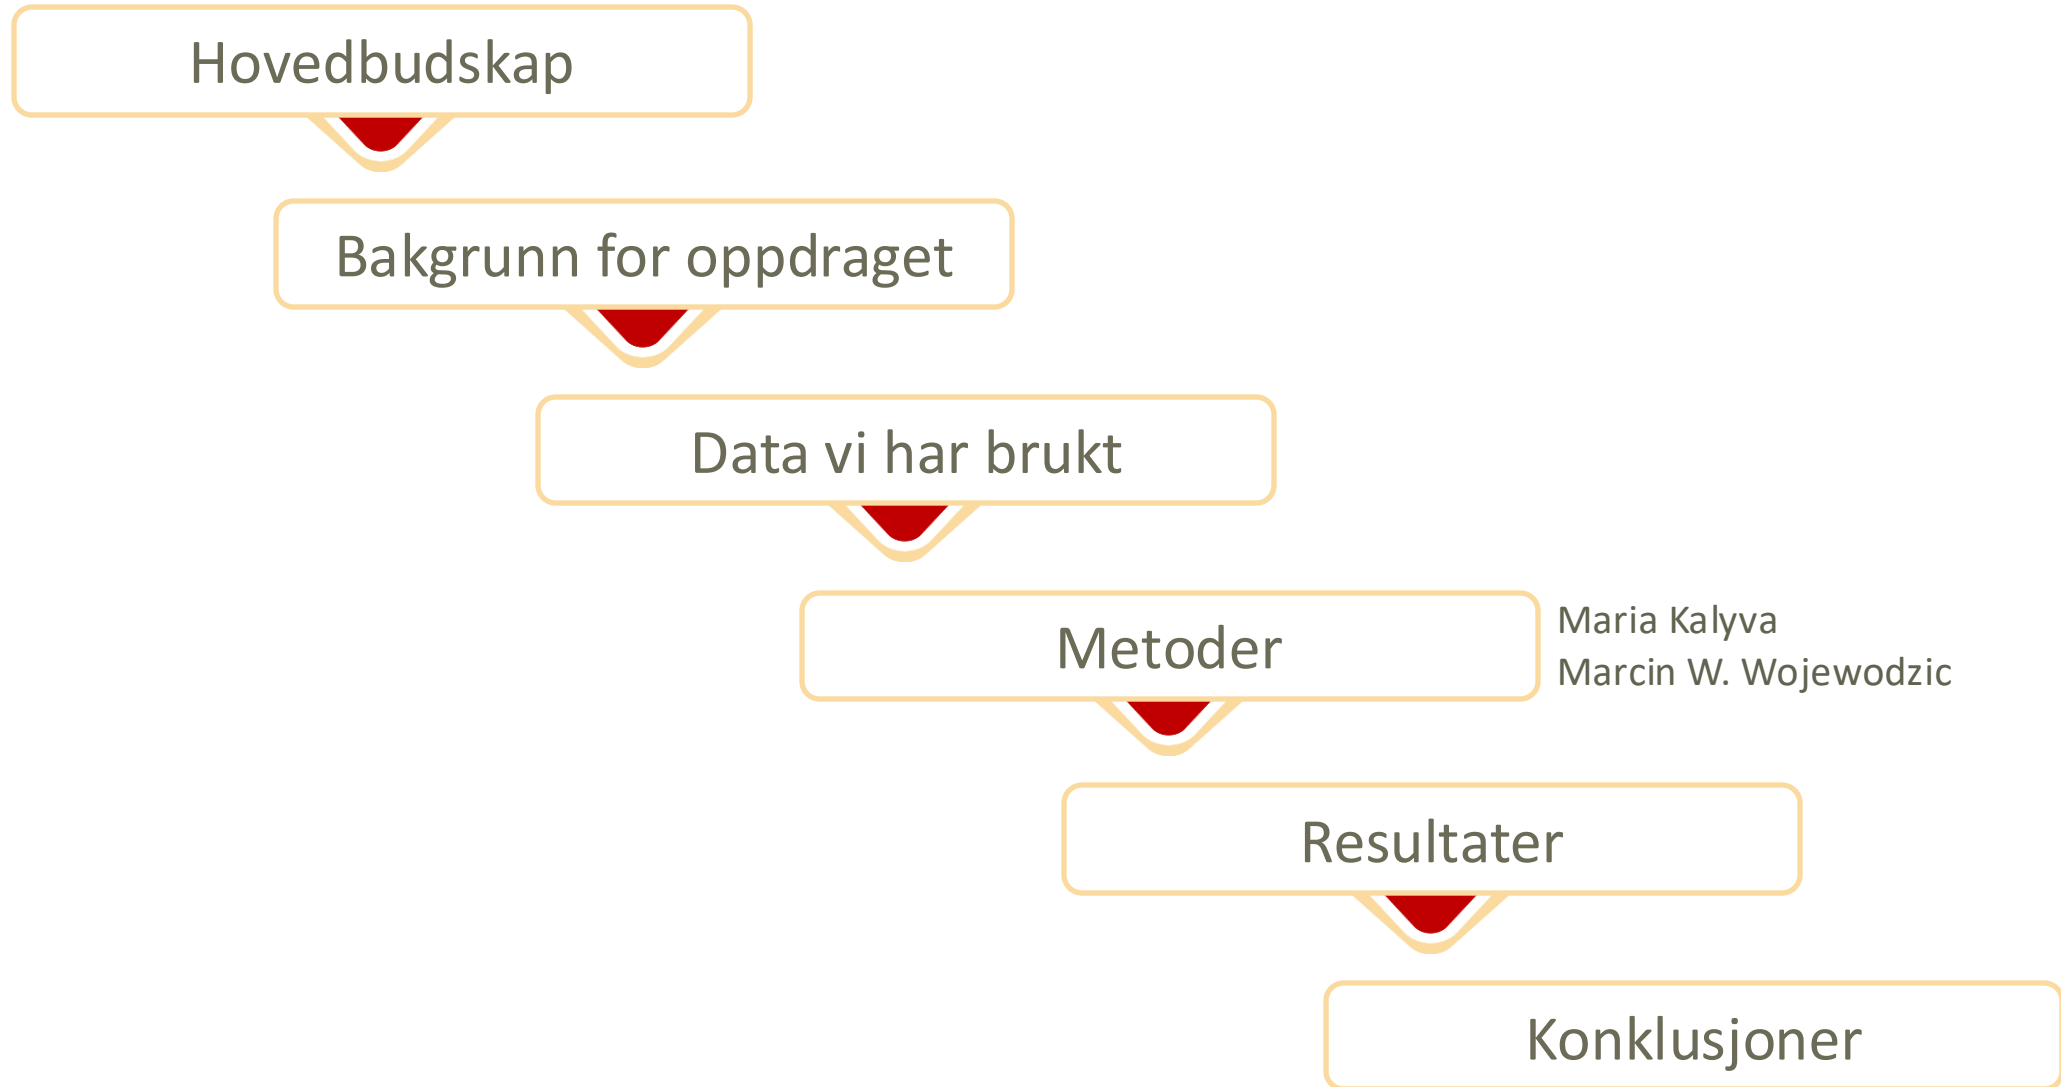 Hovedbudskap
Bakgrunn for oppdraget
Data vi har brukt
Metoder
Maria Kalyva
Marcin W. Wojewodzic
Resultater
Konklusjoner